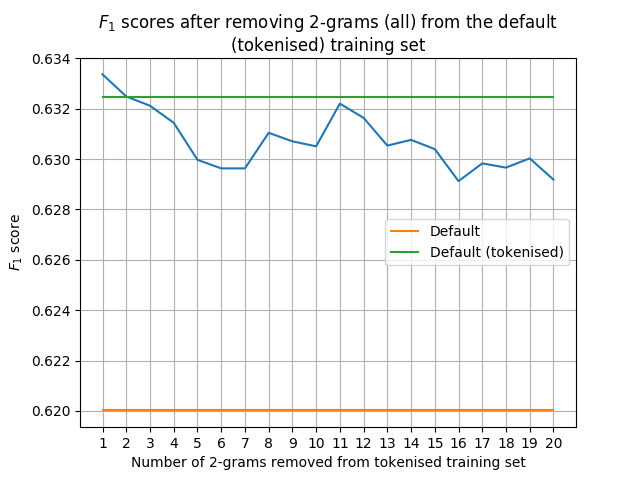 F1 scores after removing 2-grams (all) from the default
(tokenised) training set
0.634
0.632
0.630
0.628
0.626
0.624
0.622
0.620
F1 score
Default
Default (tokenised)
1 2 3 4 5 6 7 8 9 10 11 12 13 14 15 16 17 18 19 20
Number of 2-grams removed from tokenised training set